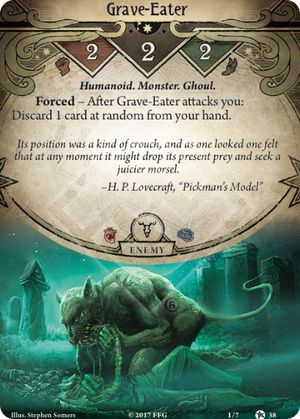 Grave-Eater
2 2 2
Humanoid. Monster. Ghoul.
Forced – After Grave-Eater attacks you:
Discard 1 card at random from your hand.
Its position was a kind of crouch, and as one looked one felt
that at any moment it might drop its present prey and seek a
juicier morsel.
–H. P. Lovecraft, “Pickman’s Model”
ENEMY
Illus. Stephen Somers
© 2017 FFG
1/7
38